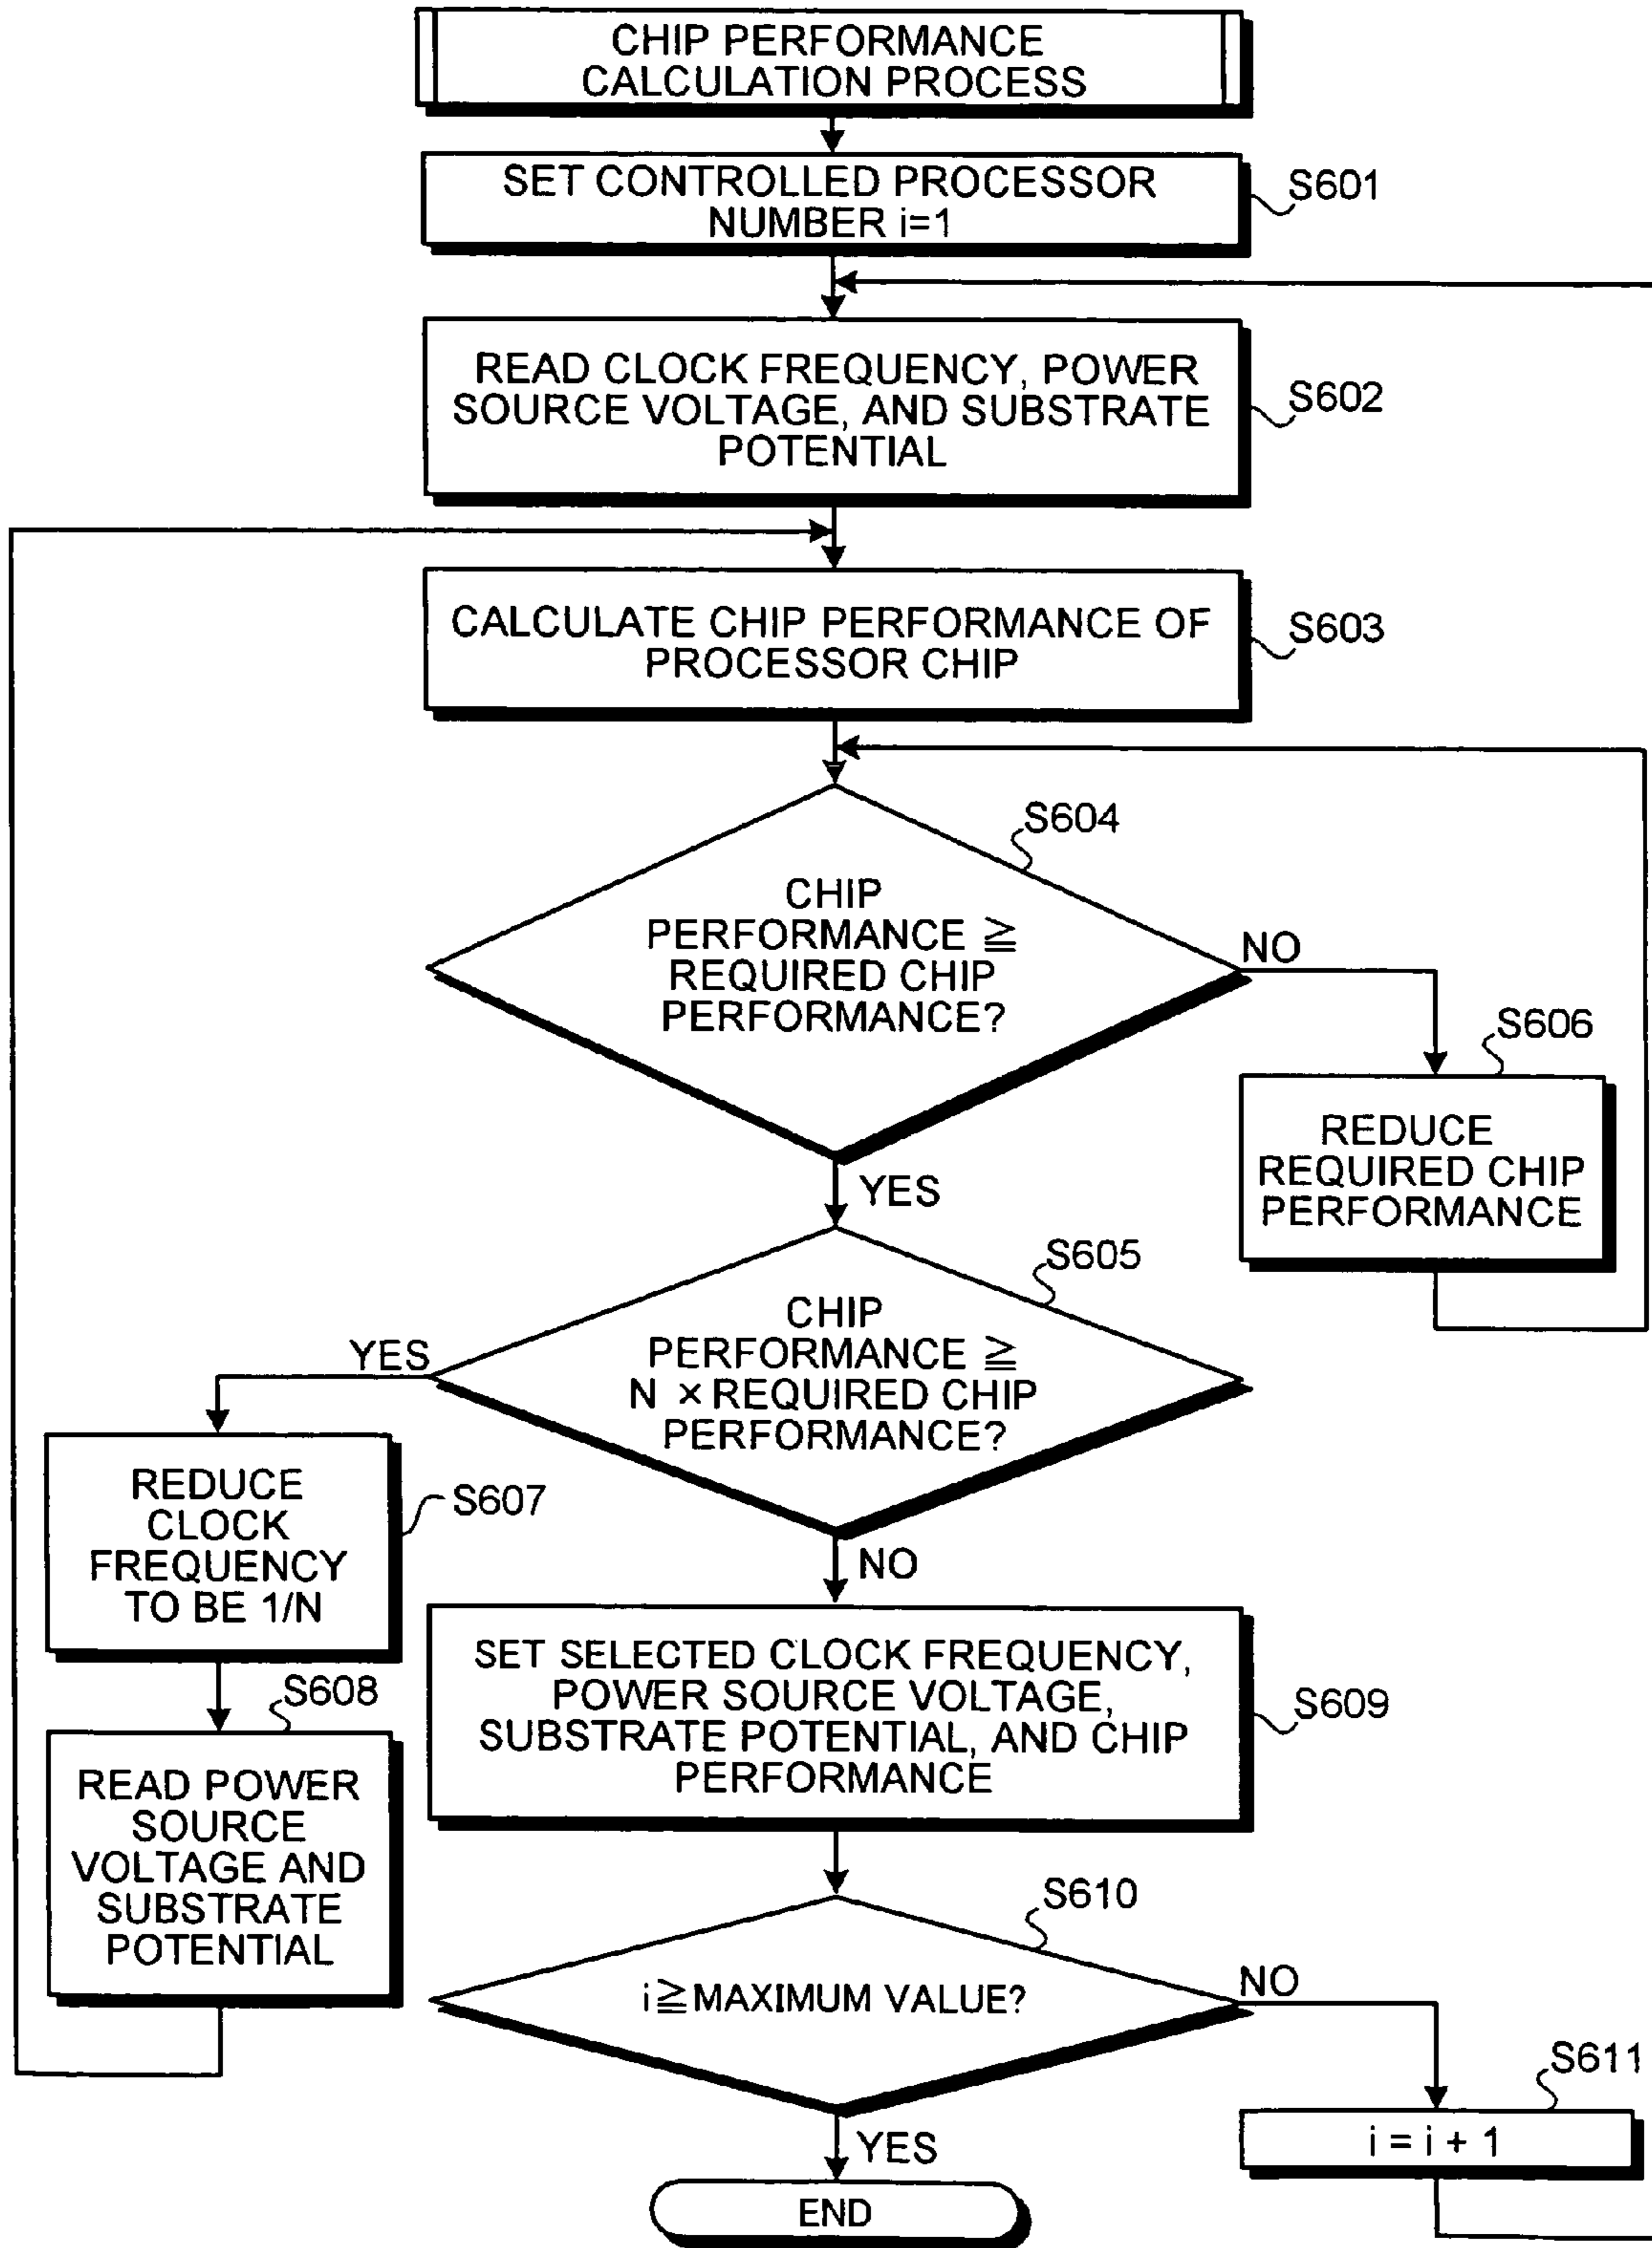 CHIP PERFORMANCE
CALCULATION PROCESS
SET CONTROLLED PROCESSOR
NUMBER i=1
S601
READ CLOCK FREQUENCY, POWER
SOURCE VOLTAGE, AND SUBSTRATE
POTENTIAL
S602
CALCULATE CHIP PERFORMANCE OF
PROCESSOR CHIP
S603
S604
CHIP
PERFORMANCE ≧
REQUIRED CHIP
PERFORMANCE?
NO
S606
REDUCE
REQUIRED CHIP
PERFORMANCE
YES
S605
CHIP
PERFORMANCE ≧
N ×REQUIRED CHIP
PERFORMANCE?
YES
REDUCE
CLOCK
FREQUENCY
TO BE 1/N
S607
NO
S608
READ POWER
SOURCE
VOLTAGE AND
SUBSTRATE
POTENTIAL
SET SELECTED CLOCK FREQUENCY,
POWER SOURCE VOLTAGE,
SUBSTRATE POTENTIAL, AND CHIP
PERFORMANCE
S609
S610
i≧MAXIMUM VALUE?
NO
S611
i = i + 1
YES
END